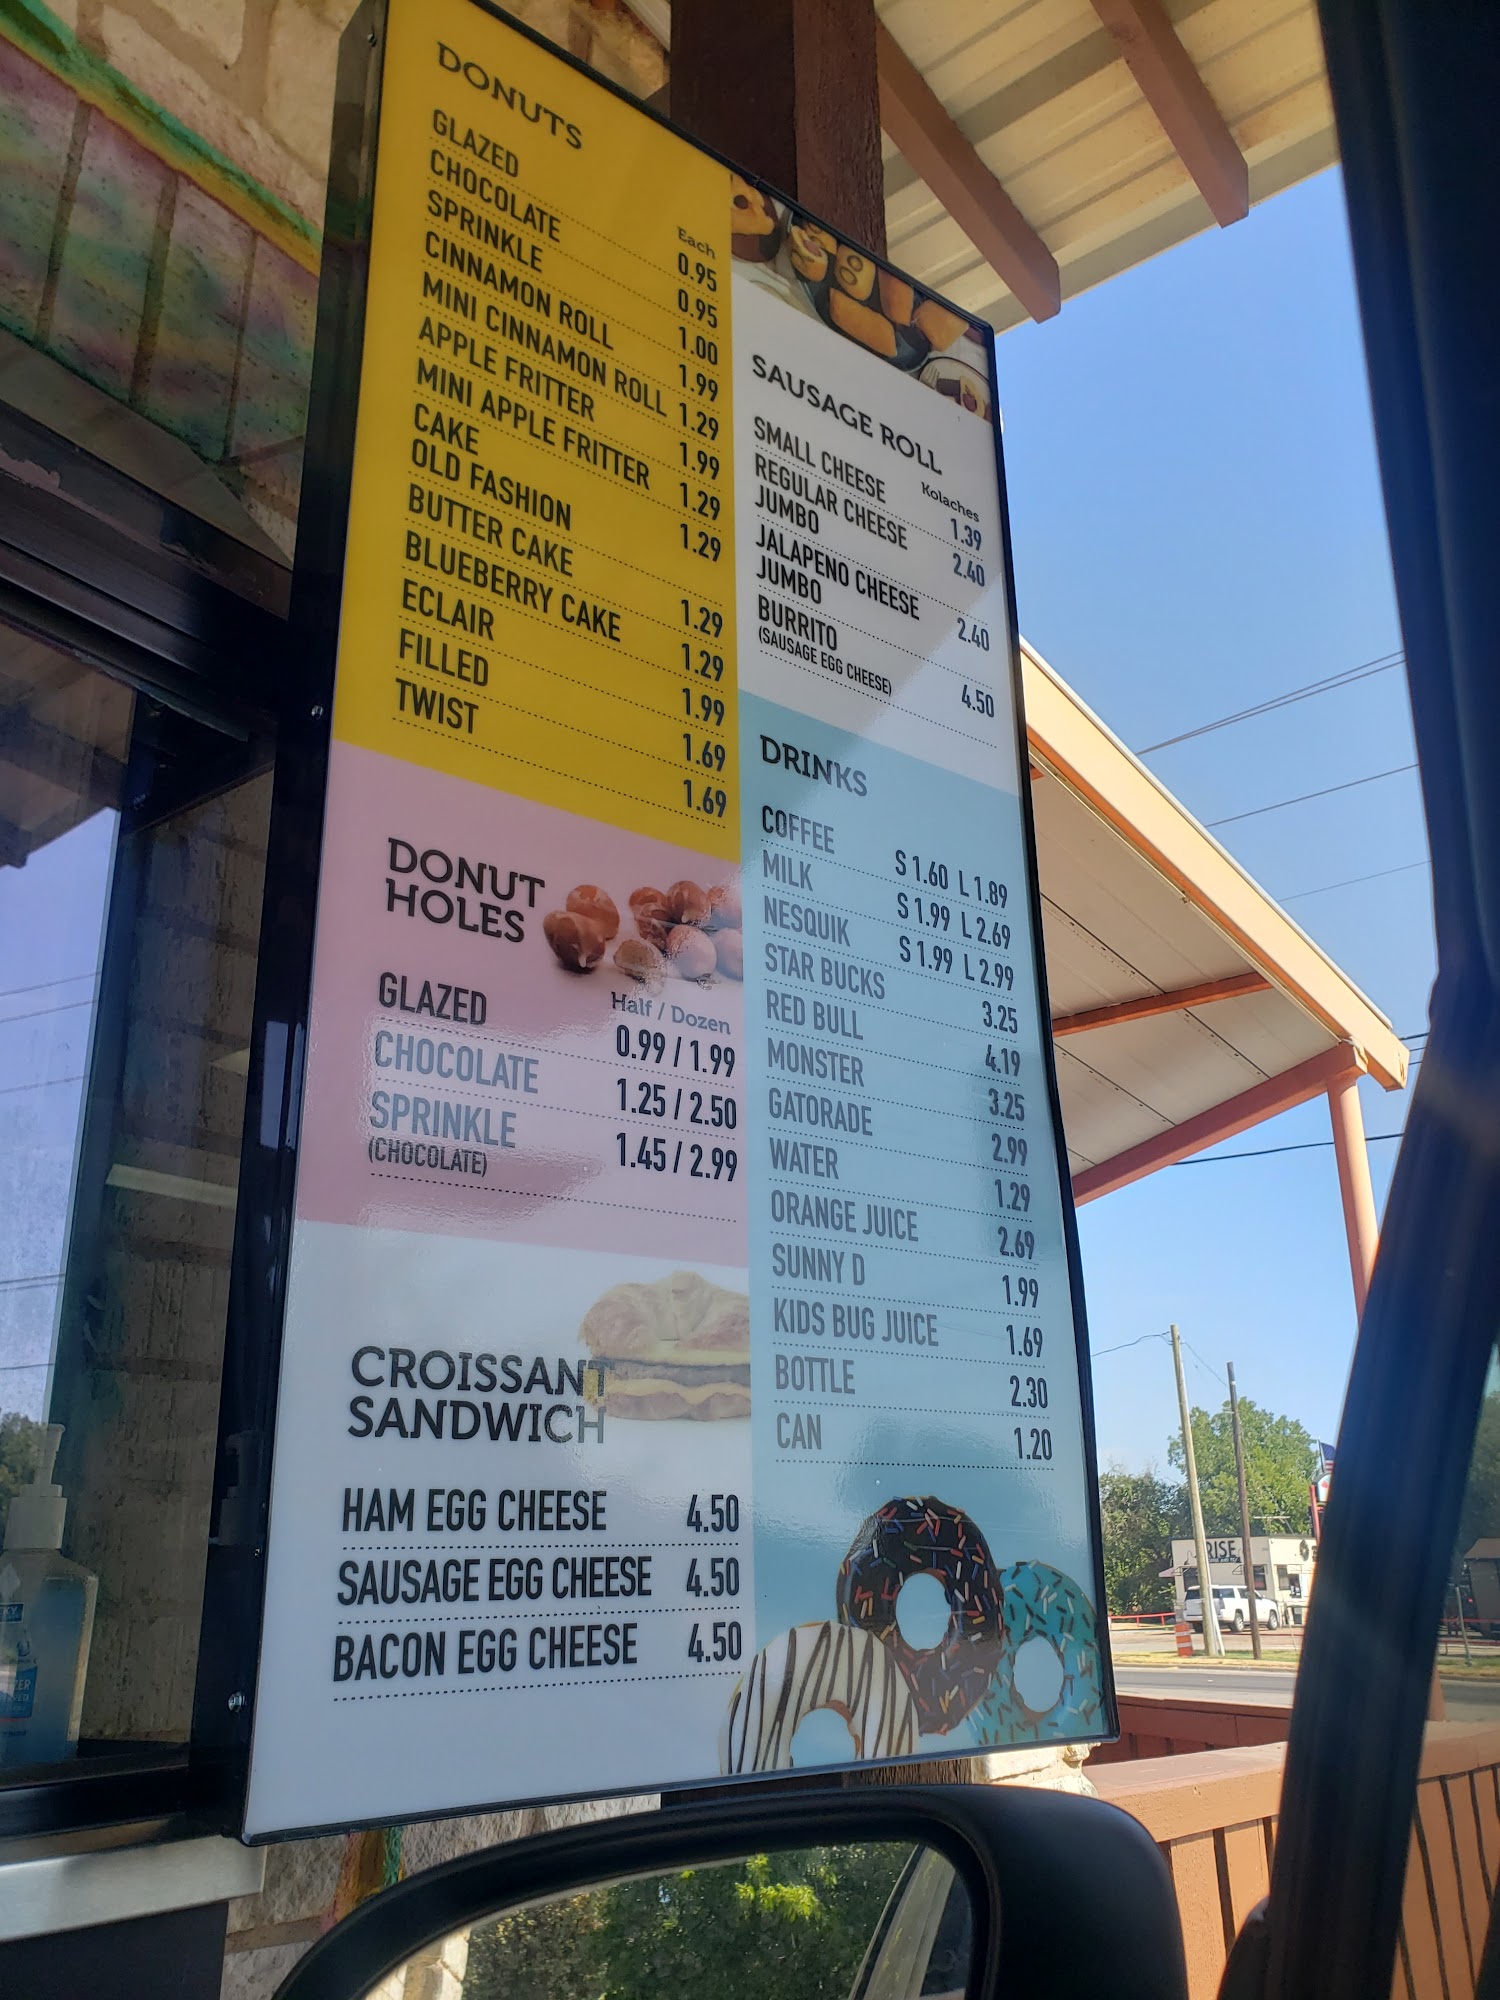 DONUTS
Each
GLAZED 0.95
CHOCOLATE 0.95
SPRINKLE 1.00
CINNAMON ROLL 1.99
MINI CINNAMON ROLL 1.29
APPLE FRITTER 1.99
MINI APPLE FRITTER 1.29
CAKE 1.29
OLD FASHION
BUTTER CAKE 1.29
BLUEBERRY CAKE 1.29
ECLAIR 1.99
FILLED 1.69
TWIST 1.69
DONUT
HOLES
Half / Dozen
GLAZED 0.99 / 1.99
CHOCOLATE 1.25 / 2.50
SPRINKLE 1.45 / 2.99
(CHOCOLATE)
CROISSANT
SANDWICH
HAM EGG CHEESE 4.50
SAUSAGE EGG CHEESE 4.50
BACON EGG CHEESE 4.50
SAUSAGE ROLL
Kolaches
SMALL CHEESE 1.39
REGULAR CHEESE 2.40
JUMBO
JALAPENO CHEESE 2.40
JUMBO
BURRITO 4.50
(SAUSAGE EGG CHEESE)
DRINKS
COFFEE S 1.60 L 1.89
MILK S 1.99 L 2.69
NESQUIK S 1.99 L 2.99
STAR BUCKS 3.25
RED BULL 4.19
MONSTER 3.25
GATORADE 2.99
WATER 1.29
ORANGE JUICE 2.69
SUNNY D 1.99
KIDS BUG JUICE 1.69
BOTTLE 2.30
CAN 1.20